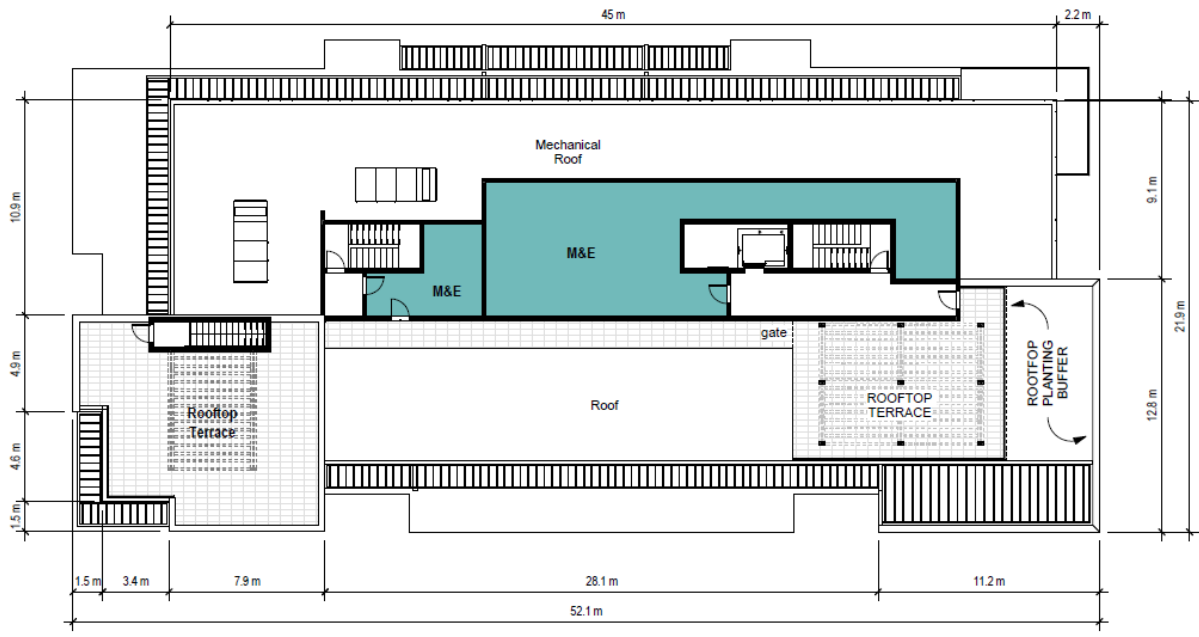 45 m
2.2 m
Mechanical
Roof
10.9 m
9.1 m
M&E
M&E
21.9 m
gate
4.9 m
ROOTFOP
PLANTING
BUFFER
Rooftop
Terrace
Roof
ROOFTOP
TERRACE
12.8 m
4.6 m
1.5 m
1.5 m
3.4 m
7.9 m
28.1 m
11.2 m
52.1 m